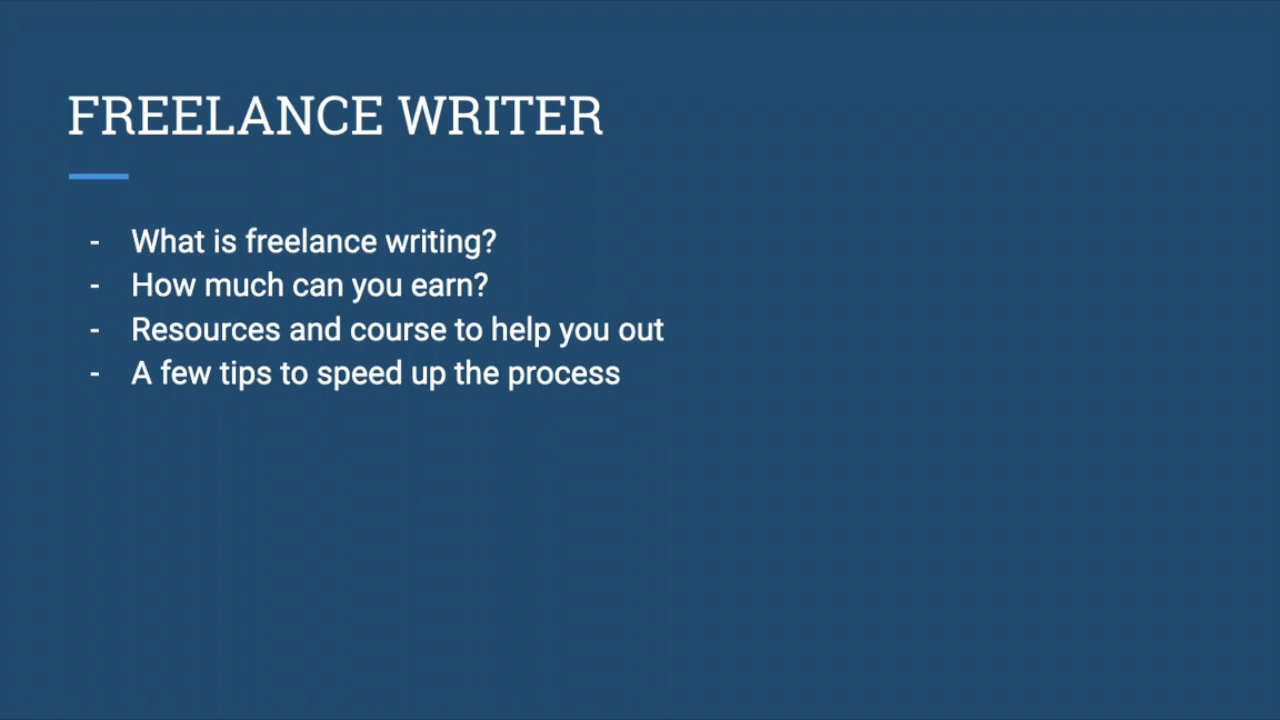 FREELANCE WRITER
- What is freelance writing?
- How much can you earn?
- Resources and course to help you out
- A few tips to speed up the process